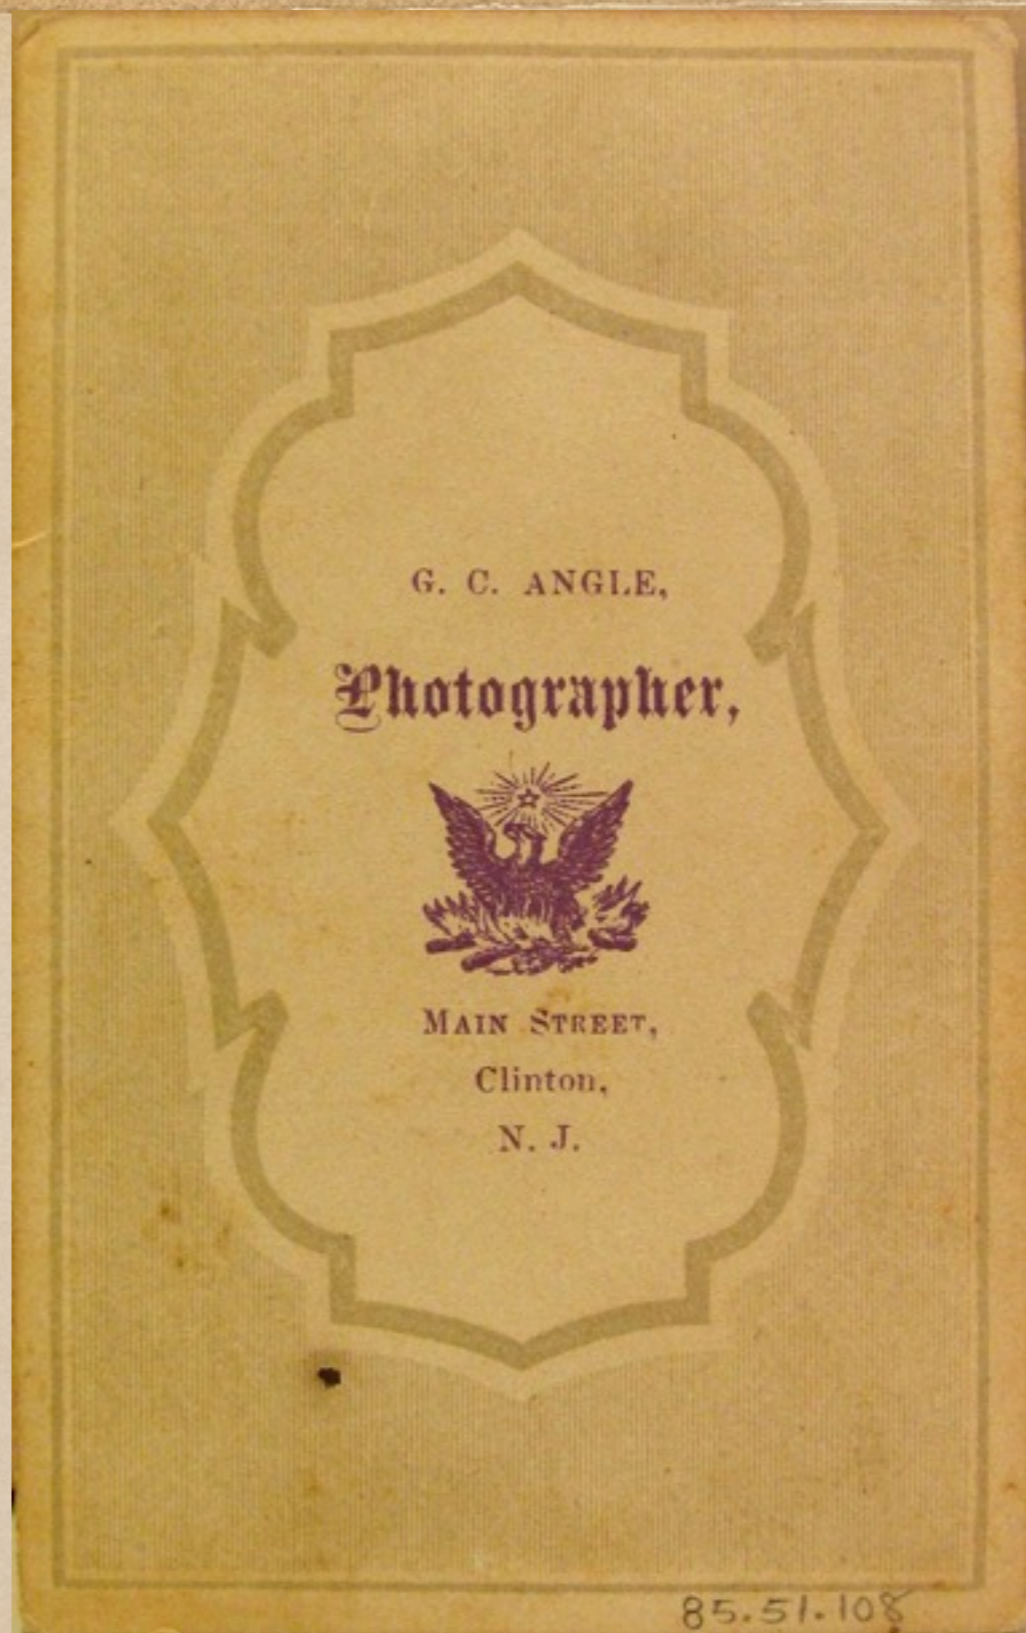 G. C. ANGLE,
Photographer,
MAIN STREET,
Clinton,
N. J.
85.51.108